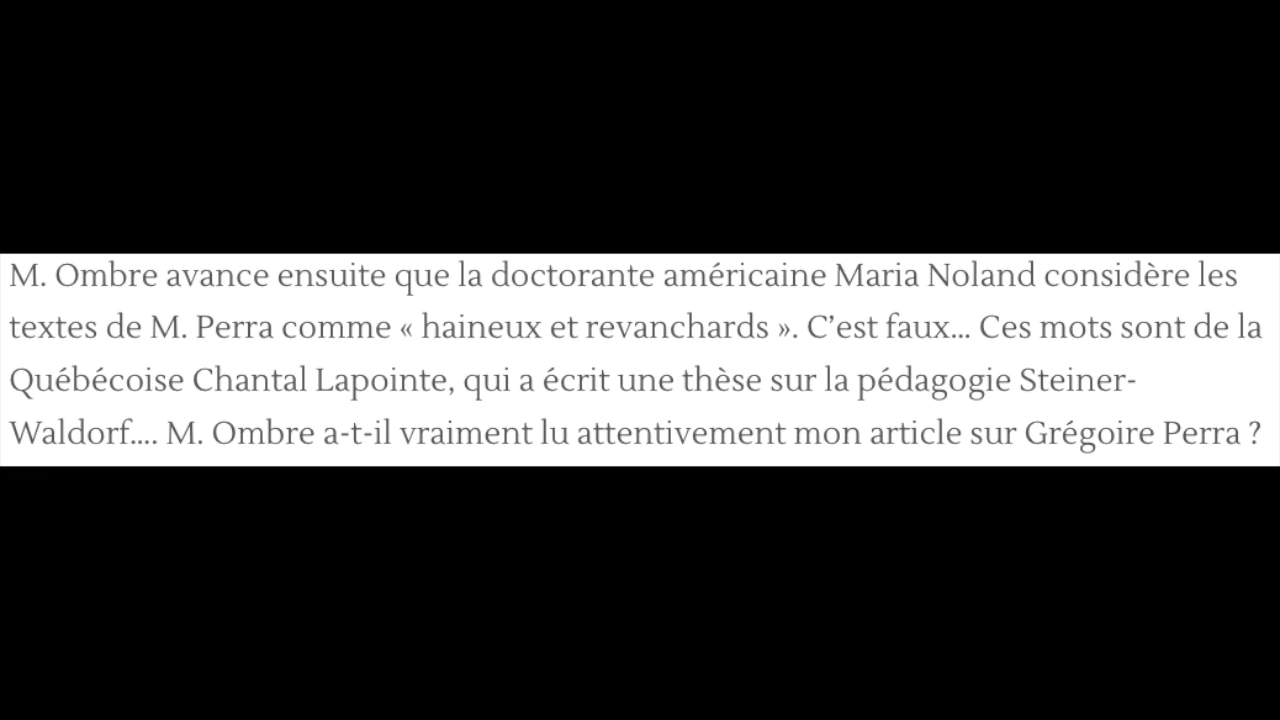 M. Ombre avance ensuite que la doctorante américaine Maria Noland considère les
textes de M. Perra comme « haineux et revanchards ». C’est faux... Ces mots sont de la
Québécoise Chantal Lapointe, qui a écrit une thèse sur la pédagogie Steiner-
Waldorf.... M. Ombre a-t-il vraiment lu attentivement mon article sur Grégoire Perra ?